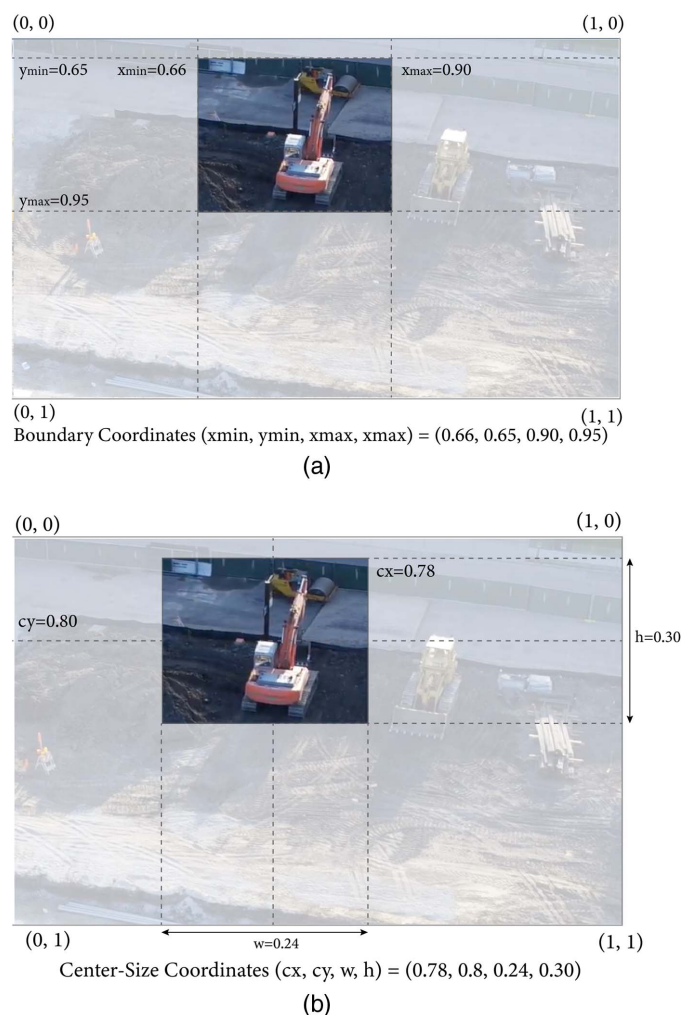 (0, 0) (1, 0)
ymin=0.65 xmin=0.66 xmax=0.90
ymax=0.95
(0, 1) (1, 1)
Boundary Coordinates (xmin, ymin, xmax, xmax) = (0.66, 0.65, 0.90, 0.95)
(a)
(0, 0) (1, 0)
cx=0.78
cy=0.80
h=0.30
(0, 1) (1, 1)
w=0.24
Center-Size Coordinates (cx, cy, w, h) = (0.78, 0.8, 0.24, 0.30)
(b)